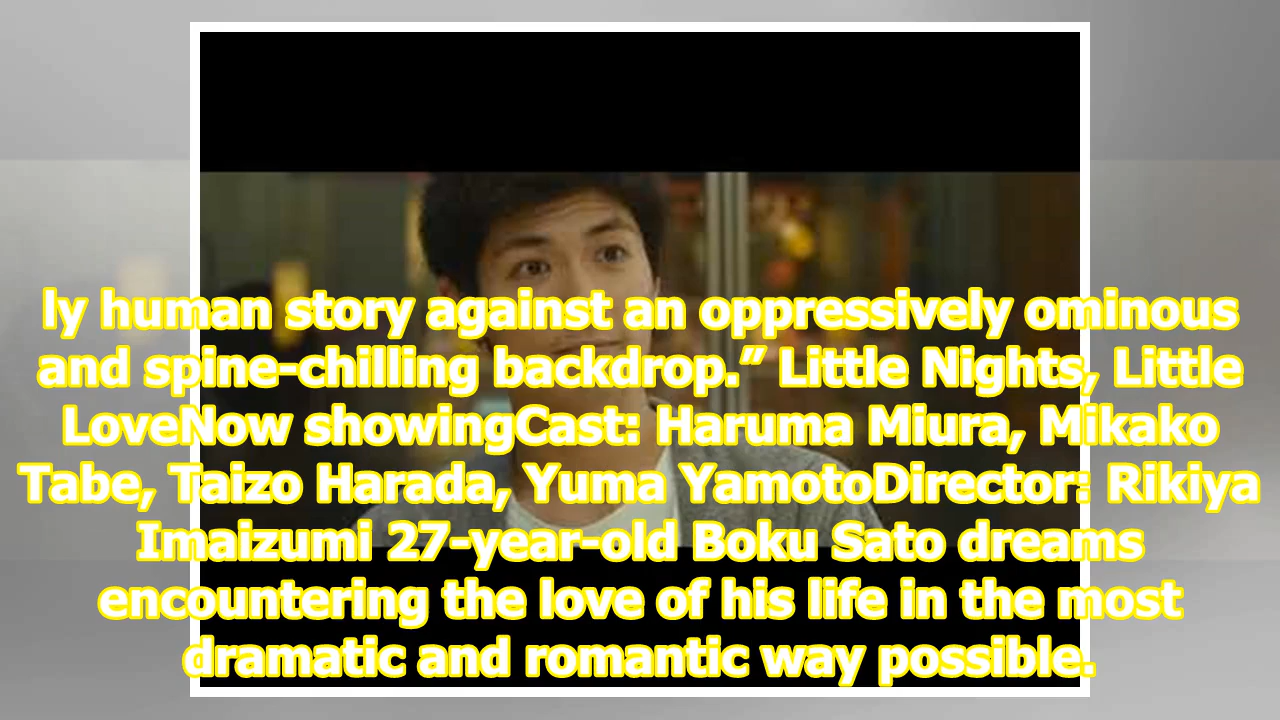 ly human story against an oppressively ominous
and spine-chilling backdrop.” Little Nights, Little
LoveNow showingCast: Haruma Miura, Mikako
Tabe, Taizo Harada, Yuma YamotoDirector: Rikiya
Imaizumi 27-year-old Boku Sato dreams
encountering the love of his life in the most
dramatic and romantic way possible.